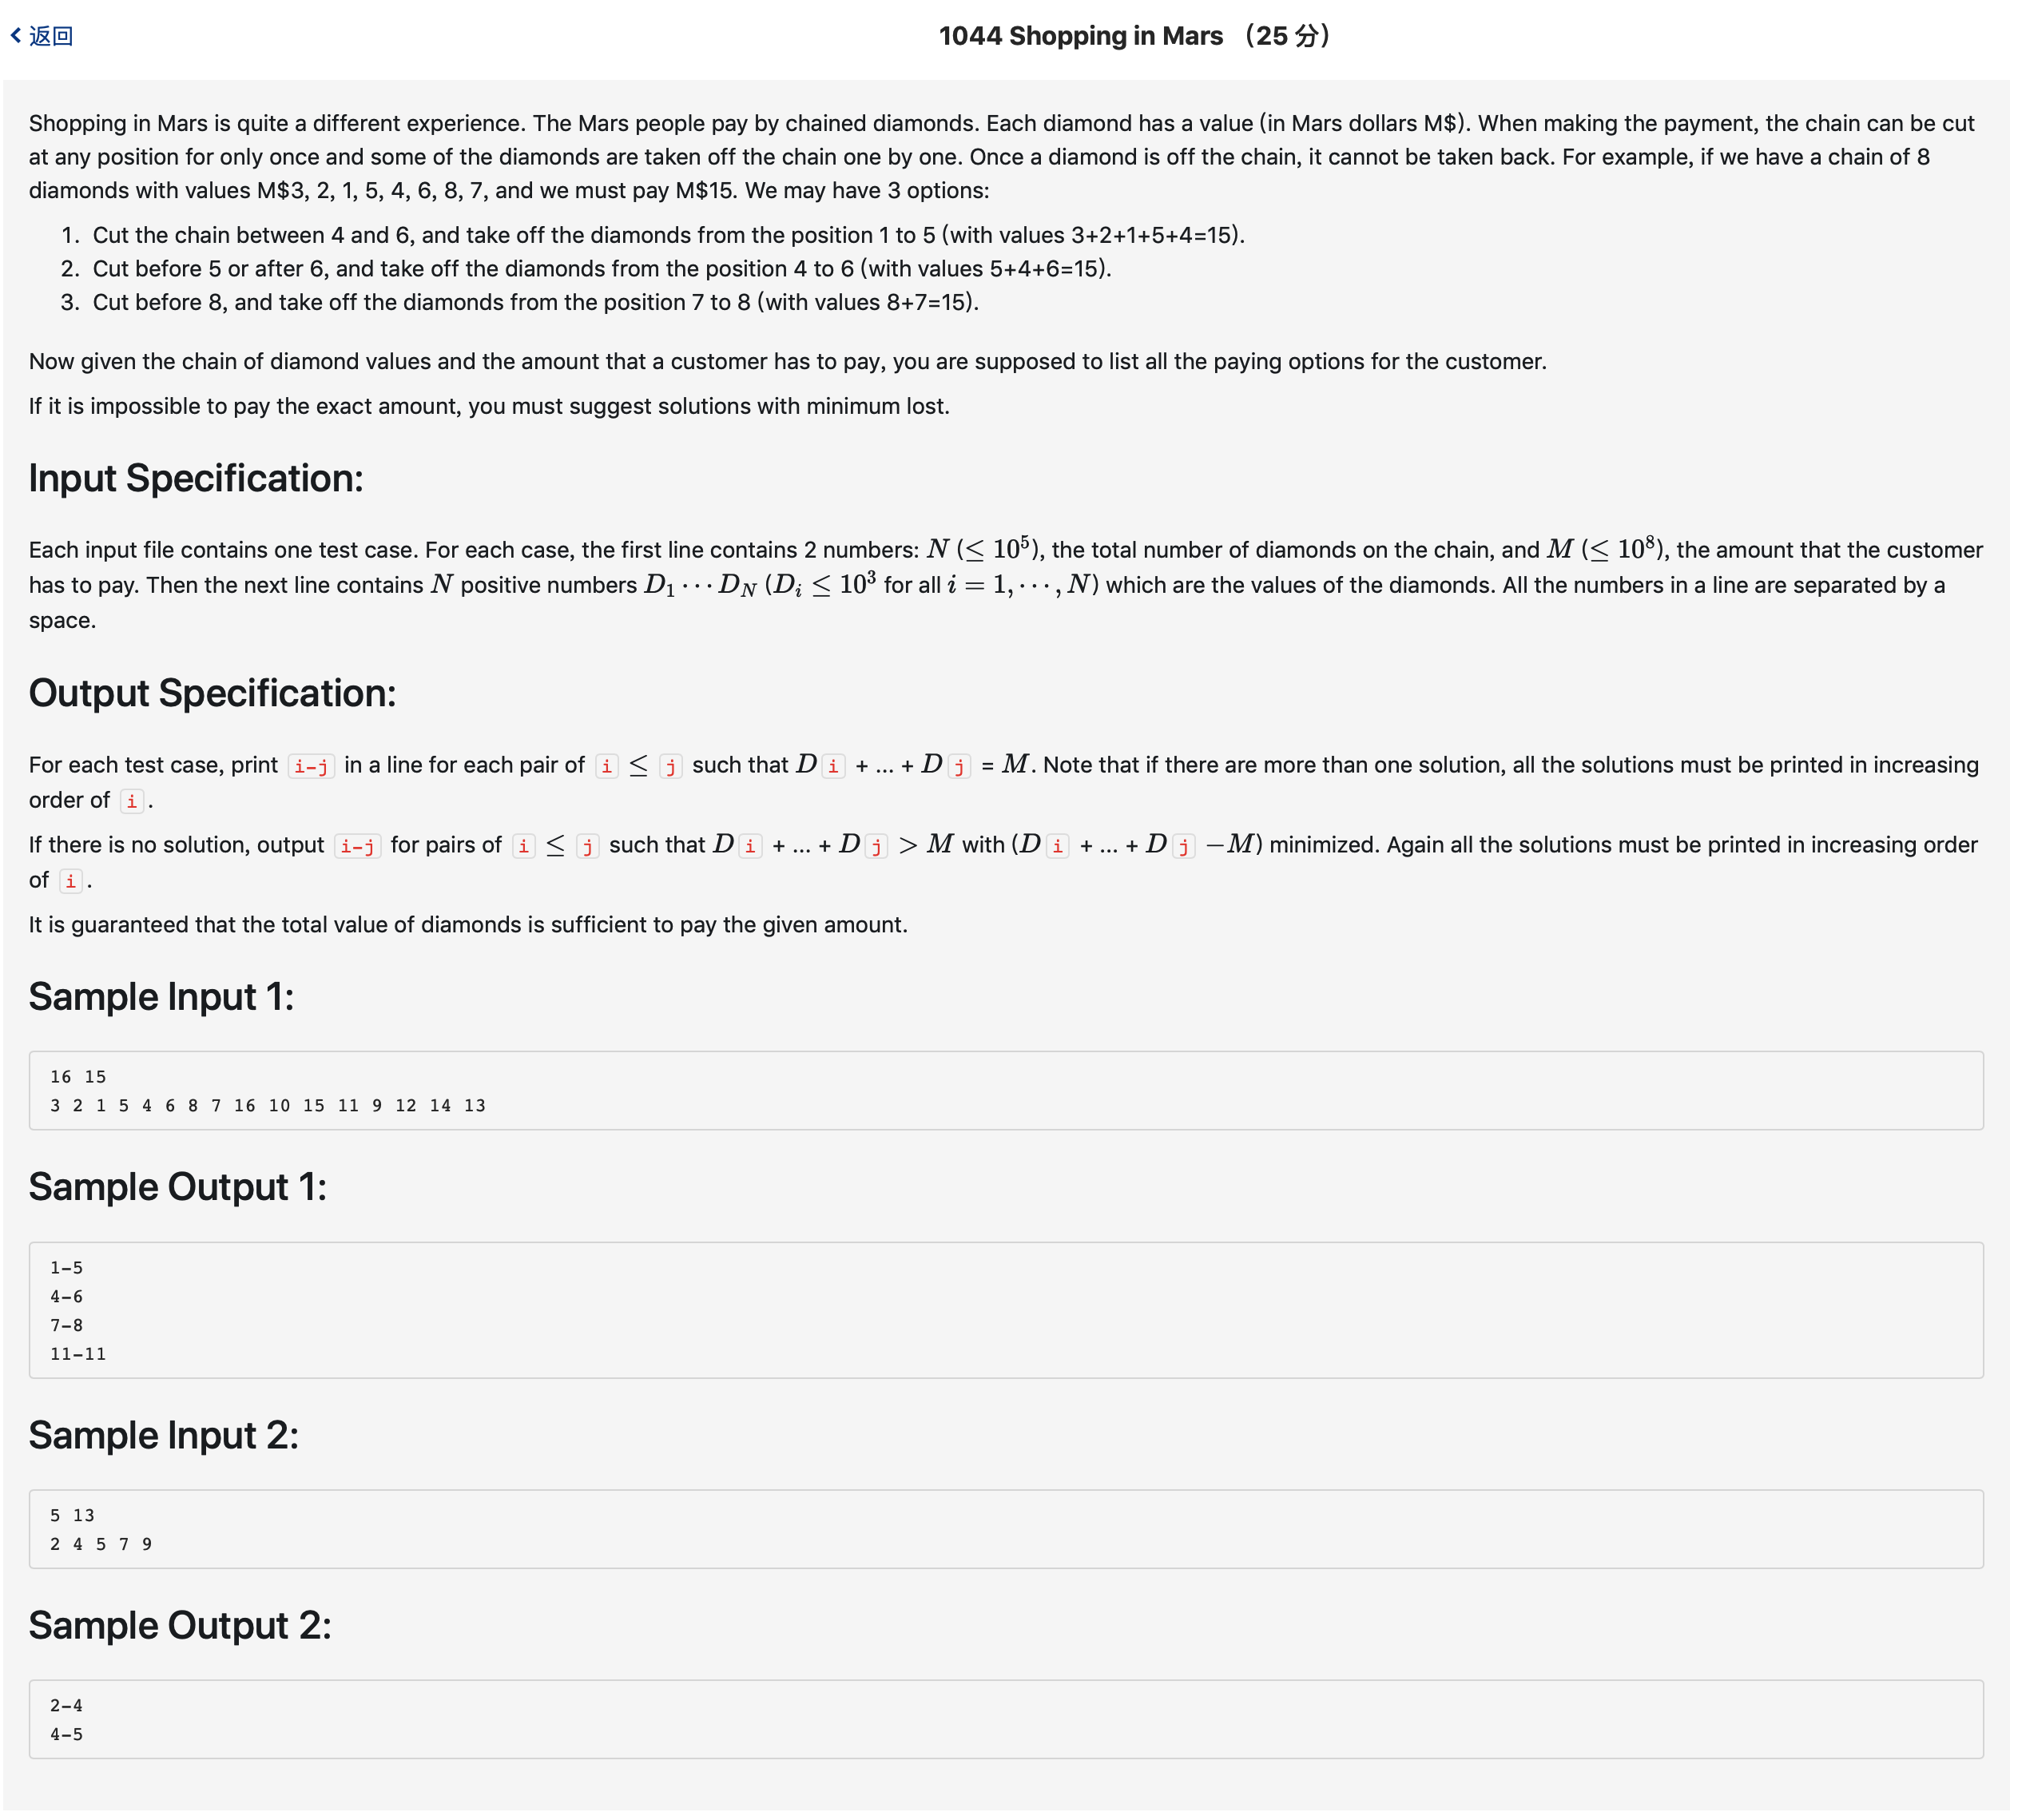 返回
1044 Shopping in Mars （25 分）
Shopping in Mars is quite a different experience. The Mars people pay by chained diamonds. Each diamond has a value (in Mars dollars M$). When making the payment, the chain can be cut
at any position for only once and some of the diamonds are taken off the chain one by one. Once a diamond is off the chain, it cannot be taken back. For example, if we have a chain of 8
diamonds with values M$3, 2, 1, 5, 4, 6, 8, 7, and we must pay M$15. We may have 3 options:
1. Cut the chain between 4 and 6, and take off the diamonds from the position 1 to 5 (with values 3+2+1+5+4=15).
2. Cut before 5 or after 6, and take off the diamonds from the position 4 to 6 (with values 5+4+6=15).
3. Cut before 8, and take off the diamonds from the position 7 to 8 (with values 8+7=15).
Now given the chain of diamond values and the amount that a customer has to pay, you are supposed to list all the paying options for the customer.
If it is impossible to pay the exact amount, you must suggest solutions with minimum lost.
Input Specification:
Each input file contains one test case. For each case, the first line contains 2 numbers: N (≤ 10⁵), the total number of diamonds on the chain, and M (≤ 10⁸), the amount that the customer
has to pay. Then the next line contains N positive numbers D₁ ⋯ D_N (Dᵢ ≤ 10³ for all i = 1, ⋯, N) which are the values of the diamonds. All the numbers in a line are separated by a
space.
Output Specification:
For each test case, print i-j in a line for each pair of i ≤ j such that D i + ... + D j = M. Note that if there are more than one solution, all the solutions must be printed in increasing
order of i .
If there is no solution, output i-j for pairs of i ≤ j such that D i + ... + D j > M with (D i + ... + D j −M) minimized. Again all the solutions must be printed in increasing order
of i .
It is guaranteed that the total value of diamonds is sufficient to pay the given amount.
Sample Input 1:
16 15
3 2 1 5 4 6 8 7 16 10 15 11 9 12 14 13
Sample Output 1:
1-5
4-6
7-8
11-11
Sample Input 2:
5 13
2 4 5 7 9
Sample Output 2:
2-4
4-5